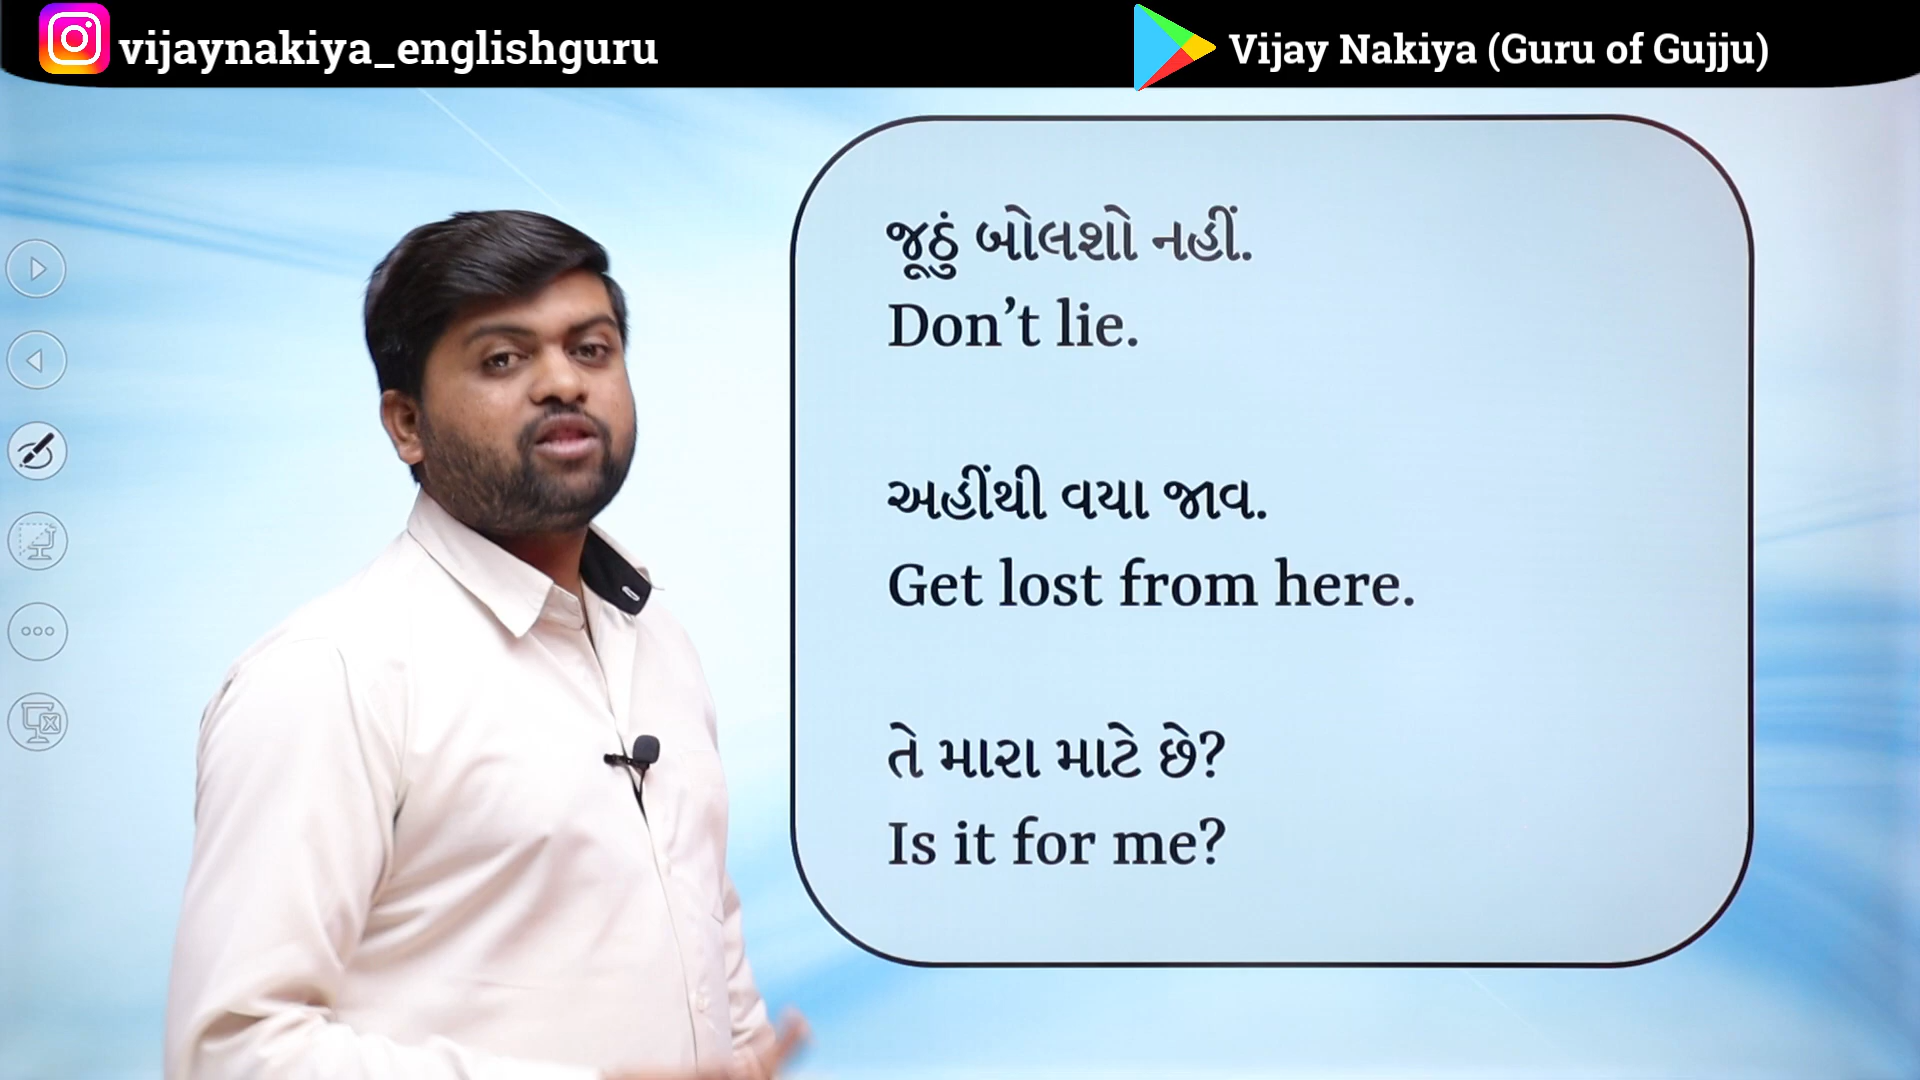 vijaynakiya_englishguru
Vijay Nakiya (Guru of Gujju)
જૂઠું બોલશો નહીં.
Don’t lie.
અહીંથી વયા જાવ.
Get lost from here.
તે મારા માટે છે?
Is it for me?